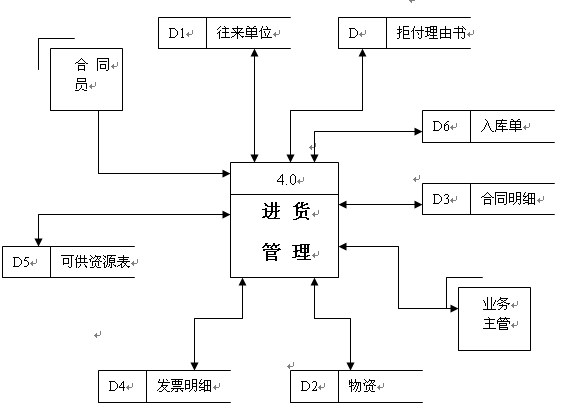 D1 往来单位
D 拒付理由书
合 同
员
D6 入库单
4.0
D3 合同明细
进 货
管 理
D5 可供资源表
业务
主管
D4 发票明细
D2 物资